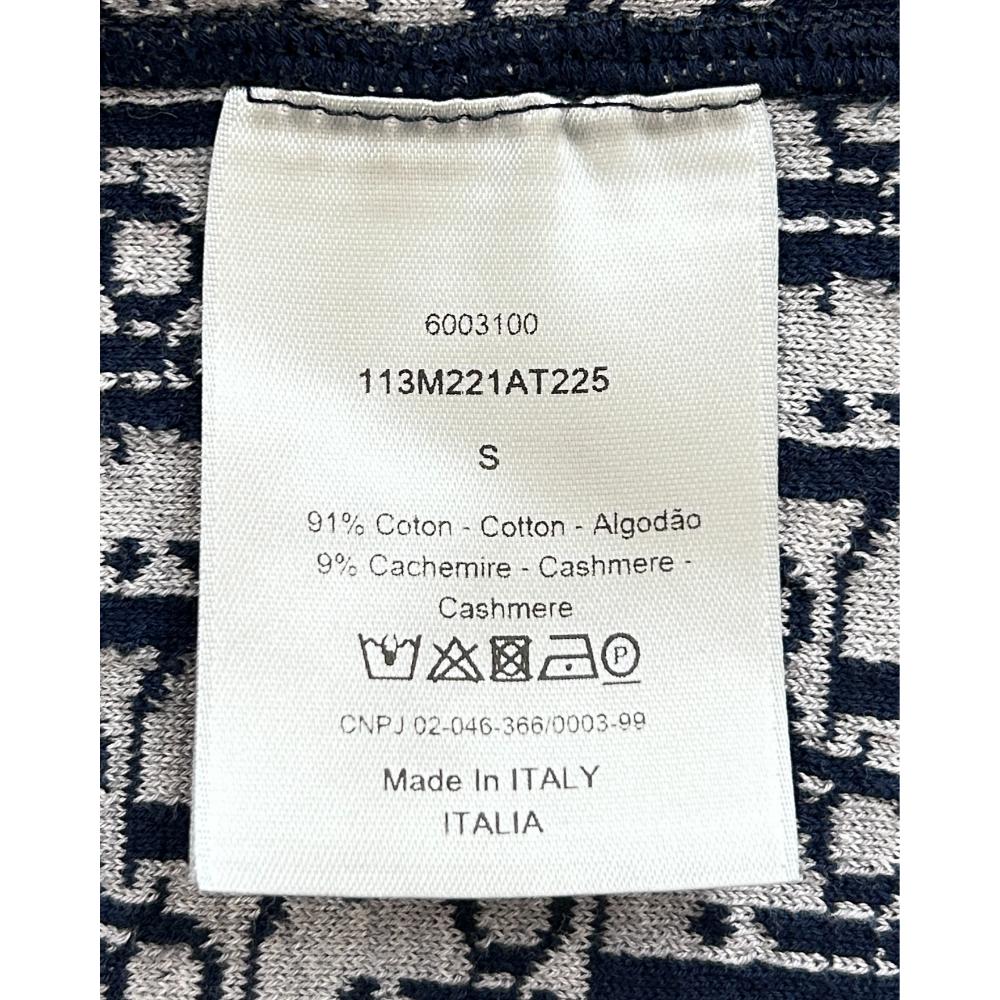 6003100
113M221AT225
S
91% Coton - Cotton - Algodão
9% Cachemire - Cashmere -
Cashmere
P
CNPJ 02-046-366/0003-99
Made In ITALY
ITALIA